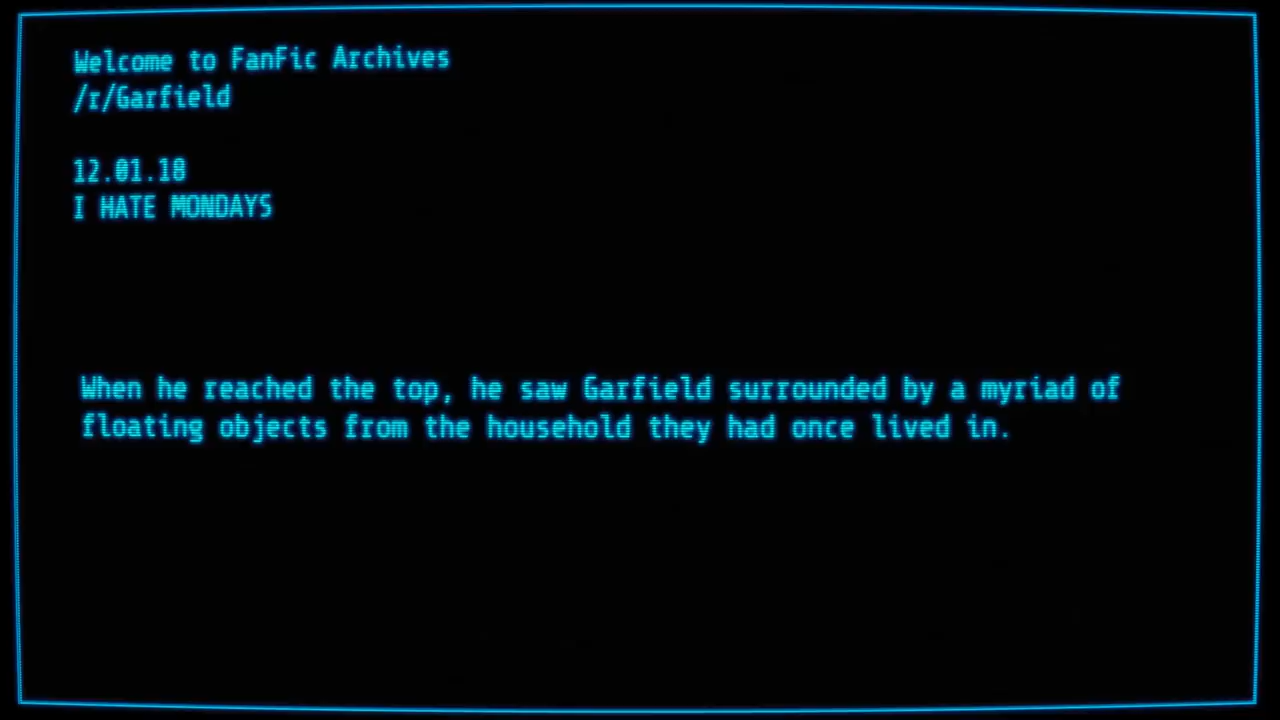 Welcome to FanFic Archives
/r/Garfield
12.01.18
I HATE MONDAYS
When he reached the top, he saw Garfield surrounded by a myriad of
floating objects from the household they had once lived in.